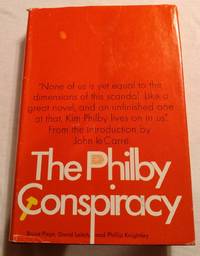 "None of us is yet equal to the
dimensions of this scandal. Like a
great novel, and an unfinished one
at that, Kim Philby lives on in us."
From the introduction by
John le Carré
The Philby
Conspiracy
Bruce Page, David Leitch, and Phillip Knightley